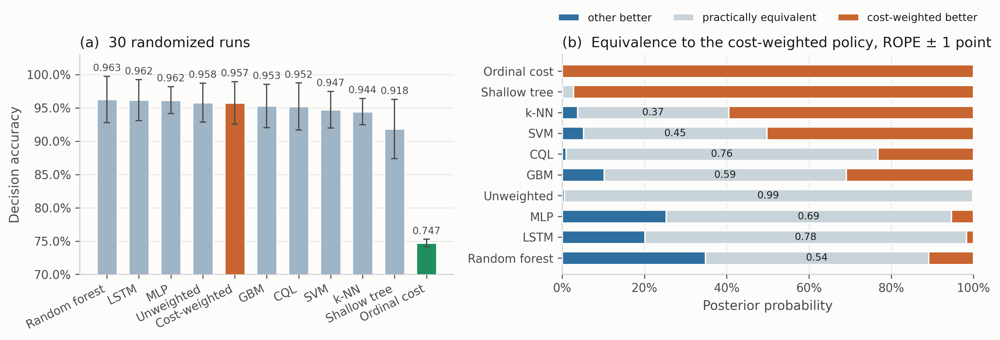 other better
practically equivalent
cost-weighted better
(a) 30 randomized runs
(b) Equivalence to the cost-weighted policy, ROPE ± 1 point
Decision accuracy
100.0%
95.0%
90.0%
85.0%
80.0%
75.0%
70.0%
0.963
0.962
0.962
0.958
0.957
0.953
0.952
0.947
0.944
0.918
0.747
Random forest
LSTM
MLP
Unweighted
Cost-weighted
GBM
CQL
SVM
k-NN
Shallow tree
Ordinal cost
Ordinal cost
Shallow tree
k-NN
0.37
SVM
0.45
CQL
0.76
GBM
0.59
Unweighted
0.99
MLP
0.69
LSTM
0.78
Random forest
0.54
0%
20%
40%
60%
80%
100%
Posterior probability